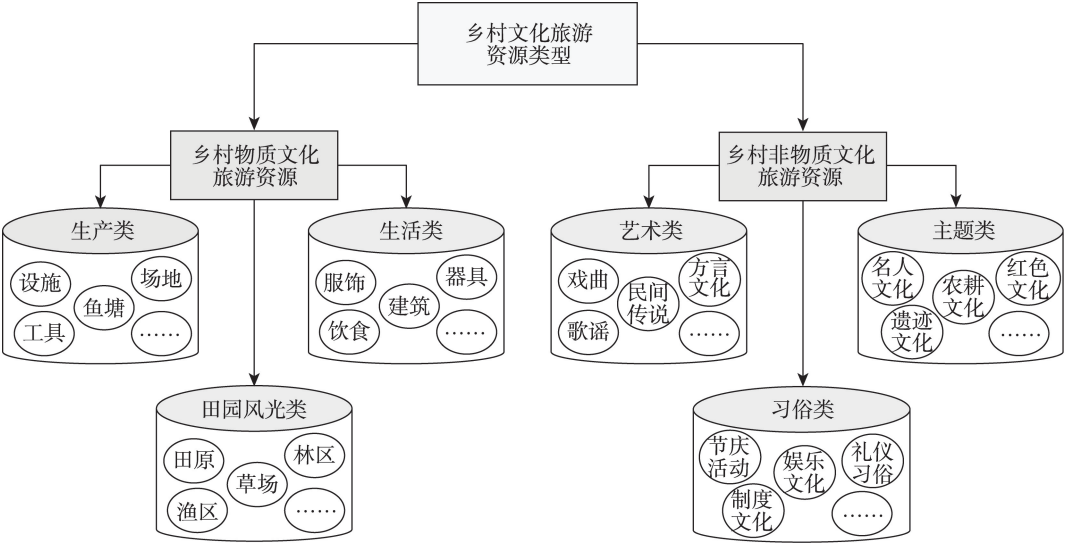 乡村文化旅游
资源类型
乡村物质文化
旅游资源
乡村非物质文化
旅游资源
生产类
设施
场地
鱼塘
工具
……
生活类
服饰
器具
建筑
饮食
……
艺术类
戏曲
方言
文化
民间
传说
歌谣
……
主题类
名人
文化
红色
文化
农耕
文化
遗迹
文化
……
田园风光类
田原
林区
草场
渔区
……
习俗类
节庆
活动
礼仪
习俗
娱乐
文化
制度
文化
……